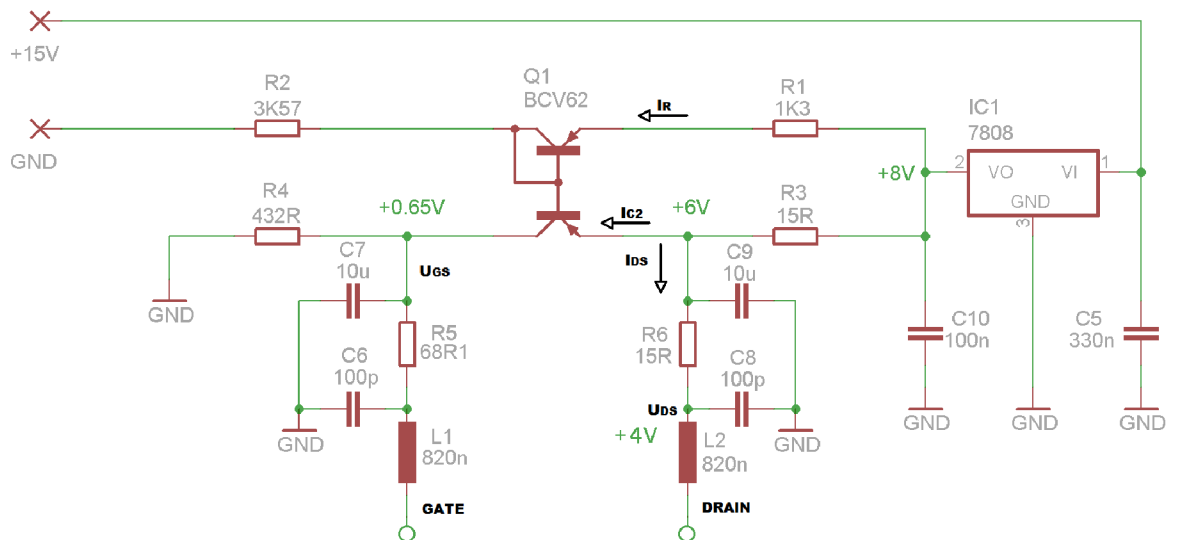 +15V
GND
R2
3K57
Q1
BCV62
IR
R1
1K3
IC1
7808
2
VO
VI
1
GND
3
+8V
R4
432R
GND
+0.65V
IC2
+6V
R3
15R
UGS
IDS
C7
10u
C9
10u
R5
68R1
R6
15R
C6
100p
C8
100p
C10
100n
C5
330n
GND
UDS
+4V
GND
GND
GND
GND
L1
820n
L2
820n
GATE
DRAIN